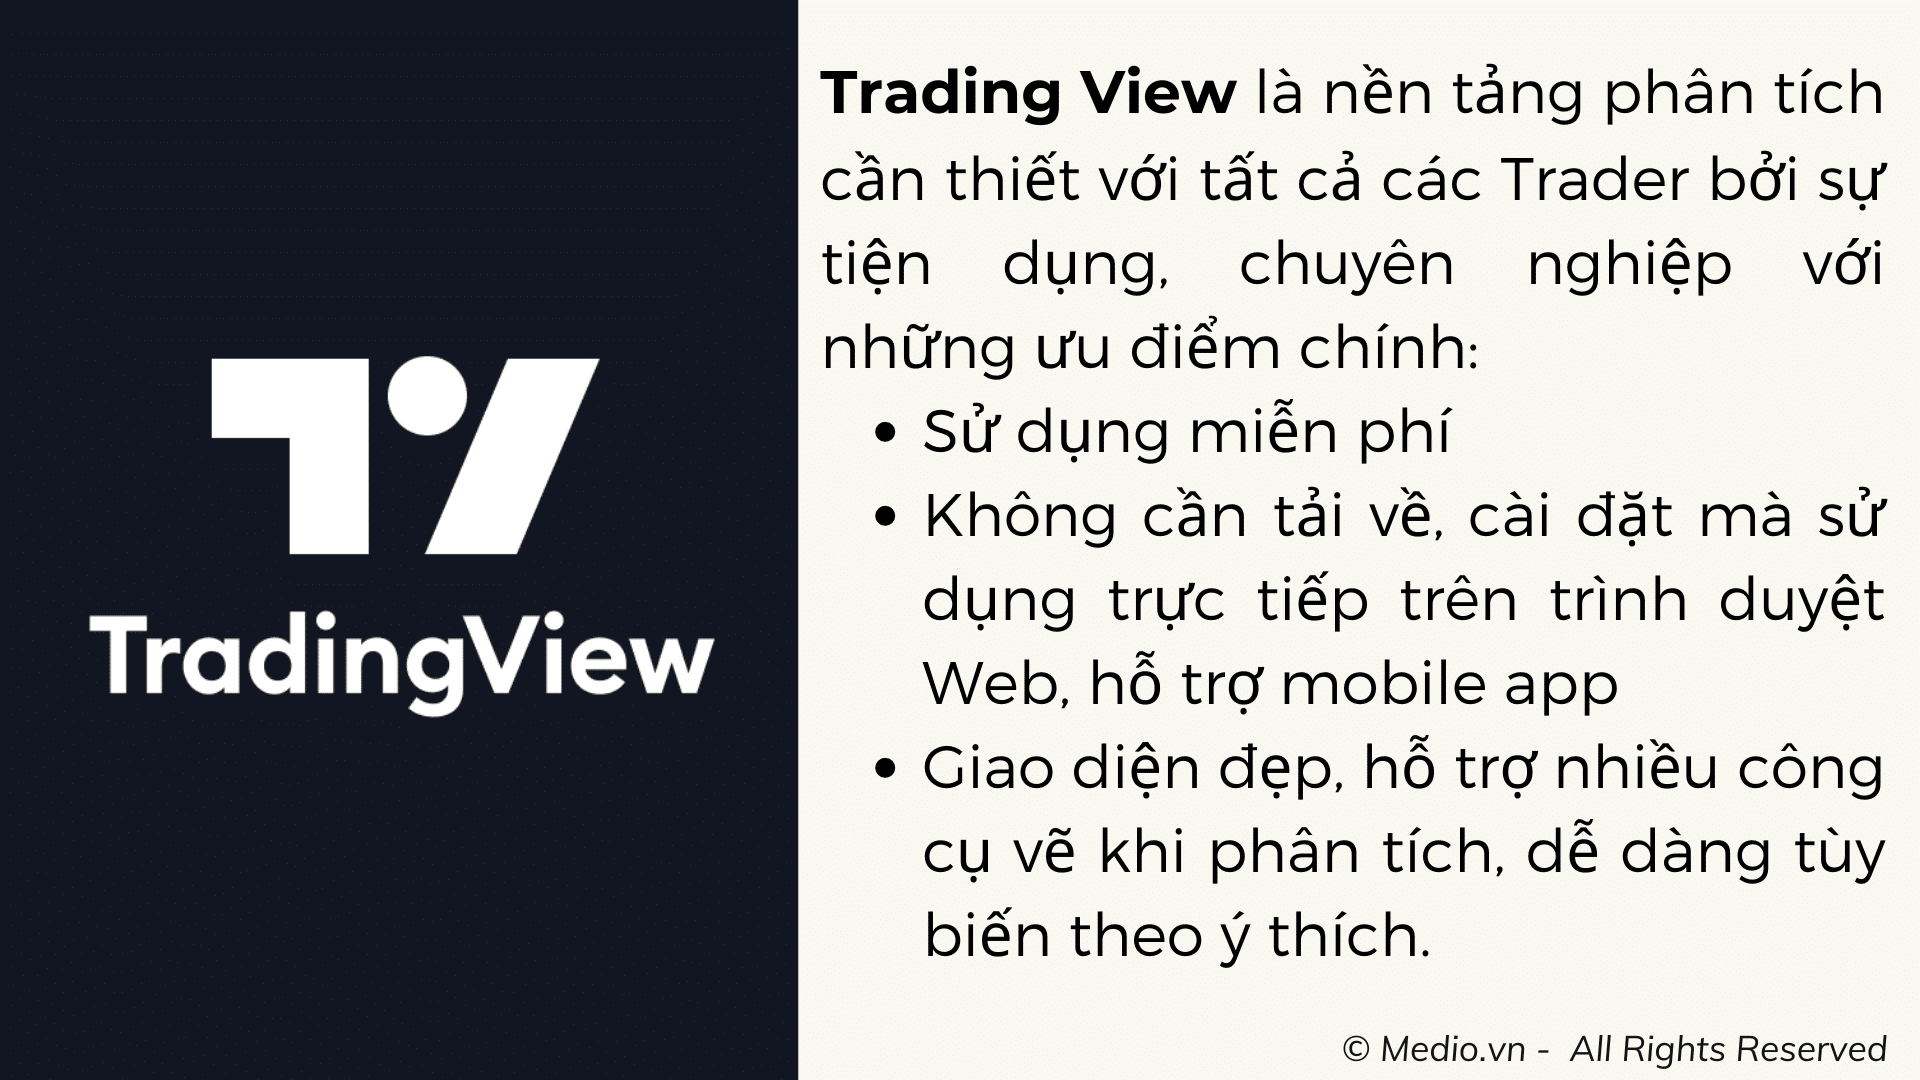 TradingView
Trading View là nền tảng phân tích
cần thiết với tất cả các Trader bởi sự
tiện dụng, chuyên nghiệp với
những ưu điểm chính:
• Sử dụng miễn phí
• Không cần tải về, cài đặt mà sử
dụng trực tiếp trên trình duyệt
Web, hỗ trợ mobile app
• Giao diện đẹp, hỗ trợ nhiều công
cụ vẽ khi phân tích, dễ dàng tùy
biến theo ý thích.
© Medio.vn - All Rights Reserved